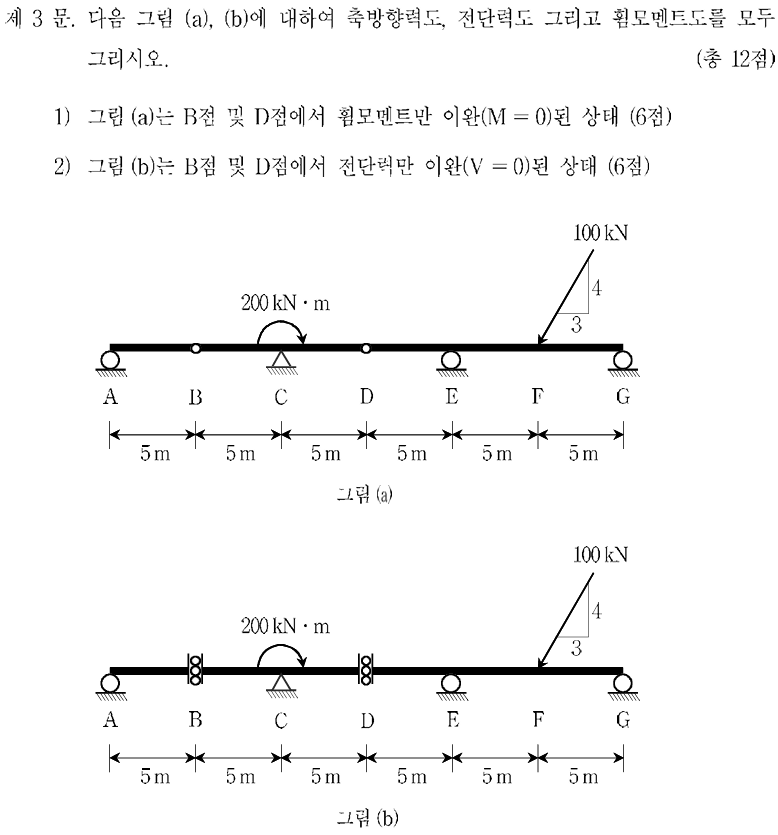 제 3 문. 다음 그림 (a), (b)에 대하여 축방향력도, 전단력도 그리고 휨모멘트도를 모두
그리시오. (총 12점)
1) 그림 (a)는 B점 및 D점에서 휨모멘트만 이완(M = 0)된 상태 (6점)
2) 그림 (b)는 B점 및 D점에서 전단력만 이완(V = 0)된 상태 (6점)
100 kN
4
3
200 kN · m
A B C D E F G
5 m 5 m 5 m 5 m 5 m 5 m
그림 (a)
100 kN
4
3
200 kN · m
A B C D E F G
5 m 5 m 5 m 5 m 5 m 5 m
그림 (b)